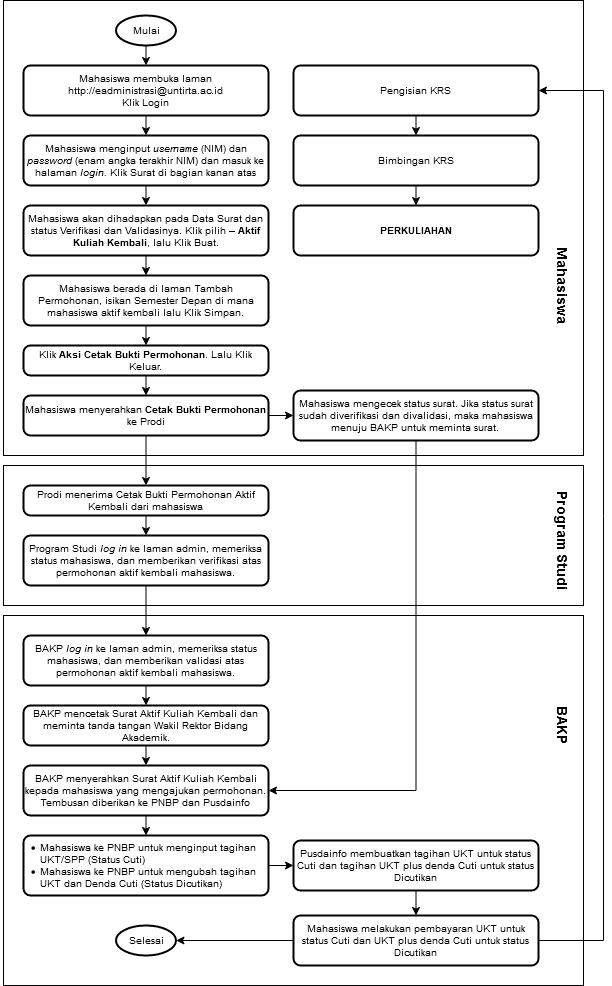 Mulai
Mahasiswa membuka laman
http://eadministrasi@untirta.ac.id
Klik Login
Mahasiswa menginput username (NIM) dan
password (enam angka terakhir NIM) dan masuk ke
halaman login. Klik Surat di bagian kanan atas
Mahasiswa akan dihadapkan pada Data Surat dan
status Verifikasi dan Validasinya. Klik pilih – Aktif
Kuliah Kembali, lalu Klik Buat.
Mahasiswa berada di laman Tambah
Permohonan, isikan Semester Depan di mana
mahasiswa aktif kembali lalu Klik Simpan.
Klik Aksi Cetak Bukti Permohonan. Lalu Klik
Keluar.
Mahasiswa menyerahkan Cetak Bukti Permohonan
ke Prodi
Mahasiswa mengecek status surat. Jika status surat
sudah diverifikasi dan divalidasi, maka mahasiswa
menuju BAKP untuk meminta surat.
Pengisian KRS
Bimbingan KRS
PERKULIAHAN
Mahasiswa
Prodi menerima Cetak Bukti Permohonan Aktif
Kembali dari mahasiswa
Program Studi log in ke laman admin, memeriksa
status mahasiswa, dan memberikan verifikasi atas
permohonan aktif kembali mahasiswa.
Program Studi
BAKP log in ke laman admin, memeriksa status
mahasiswa, dan memberikan validasi atas
permohonan aktif kembali mahasiswa.
BAKP mencetak Surat Aktif Kuliah Kembali dan
meminta tanda tangan Wakil Rektor Bidang
Akademik.
BAKP menyerahkan Surat Aktif Kuliah Kembali
kepada mahasiswa yang mengajukan permohonan.
Tembusan diberikan ke PNBP dan Pusdainfo
• Mahasiswa ke PNBP untuk menginput tagihan
UKT/SPP (Status Cuti)
• Mahasiswa ke PNBP untuk mengubah tagihan
UKT dan Denda Cuti (Status Dicutikan)
Pusdainfo membuatkan tagihan UKT untuk status
Cuti dan tagihan UKT plus denda Cuti untuk status
Dicutikan
Mahasiswa melakukan pembayaran UKT untuk
status Cuti dan UKT plus denda Cuti untuk status
Dicutikan
Selesai
BAKP